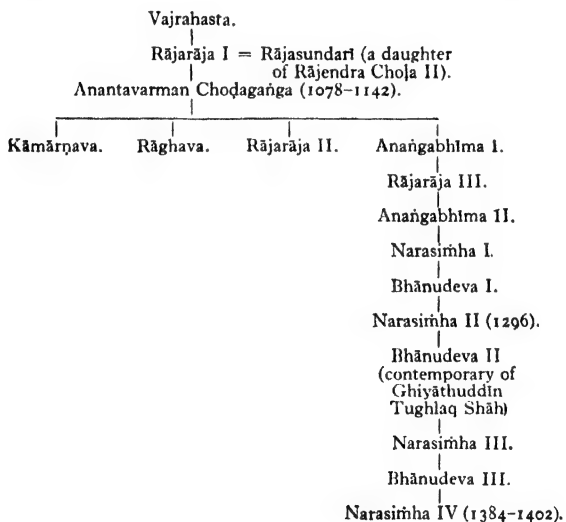 Vajrahasta.
Rājarāja I = Rājasundarī (a daughter
of Rājendra Choḷa II).
Anantavarman Choḍagaṅga (1078–1142).
Kāmārṇava. Rāghava. Rājarāja II. Anaṅgabhīma I.
Rājarāja III.
Anaṅgabhīma II.
Narasiṁha I.
Bhānudeva I.
Narasiṁha II (1296).
Bhānudeva II
(contemporary of
Ghiyāthuddīn
Tughlaq Shāh)
Narasiṁha III.
Bhānudeva III.
Narasiṁha IV (1384–1402).